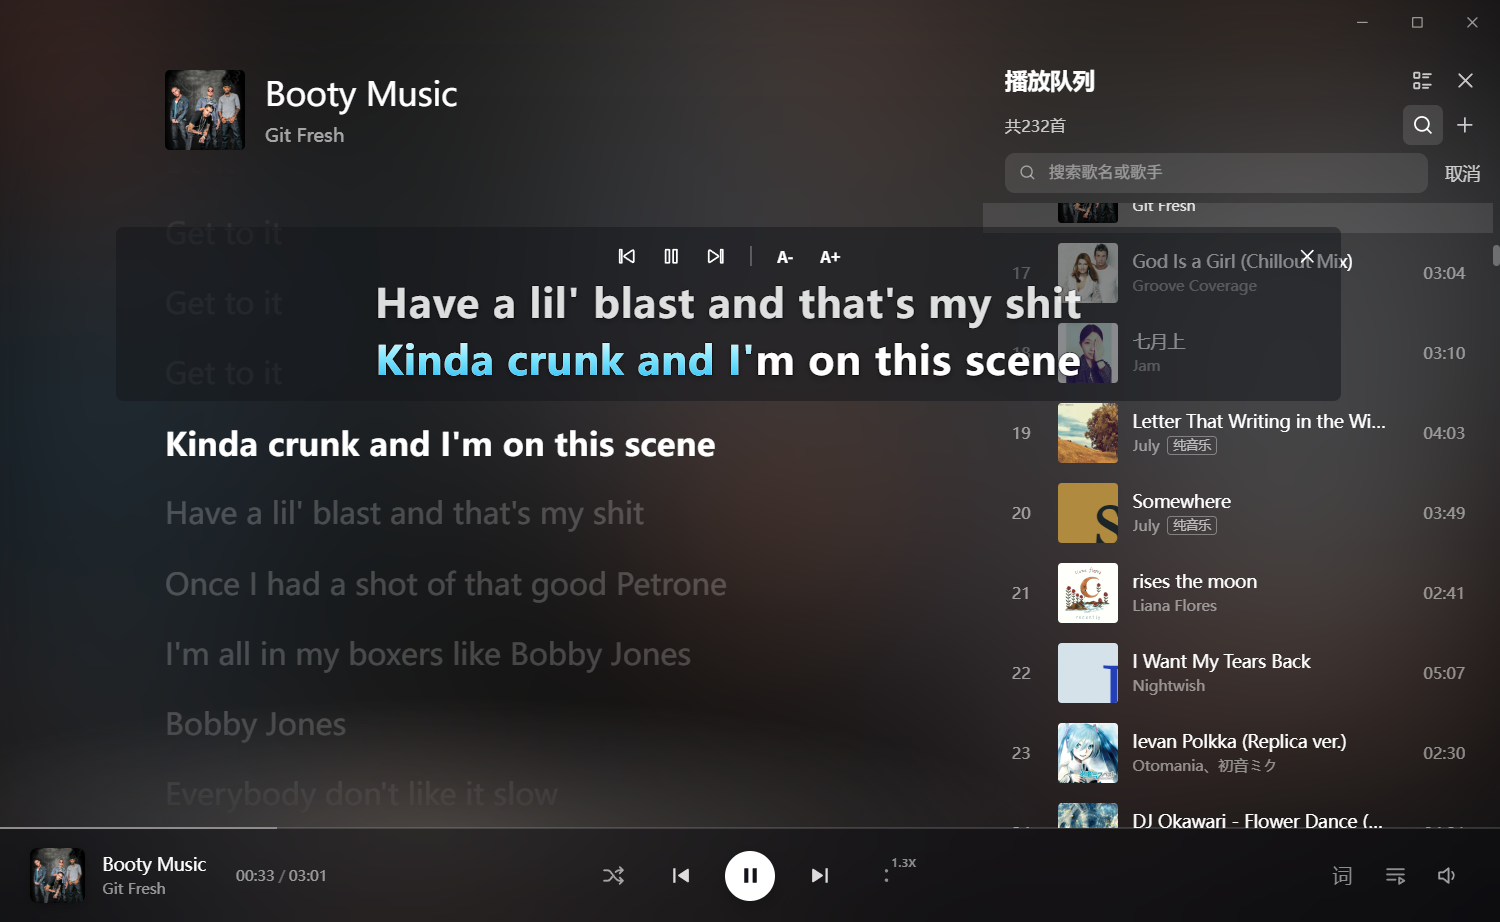 Booty Music
Git Fresh
播放队列
共232首
搜索歌名或歌手
取消
Get to it
Get to it
Get to it
A-
A+
Have a lil' blast and that's my shit
Kinda crunk and I'm on this scene
Kinda crunk and I'm on this scene
Have a lil' blast and that's my shit
Once I had a shot of that good Petrone
I'm all in my boxers like Bobby Jones
Bobby Jones
Everybody don't like it slow
Git Fresh
17
God Is a Girl (Chillout Mix)
Groove Coverage
03:04
18
七月上
Jam
03:10
19
Letter That Writing in the Wi...
July 纯音乐
04:03
20
Somewhere
July 纯音乐
03:49
21
rises the moon
Liana Flores
02:41
22
I Want My Tears Back
Nightwish
05:07
23
Ievan Polkka (Replica ver.)
Otomania、初音ミク
02:30
DJ Okawari - Flower Dance (...
Booty Music
Git Fresh
00:33 / 03:01
1.3X
词